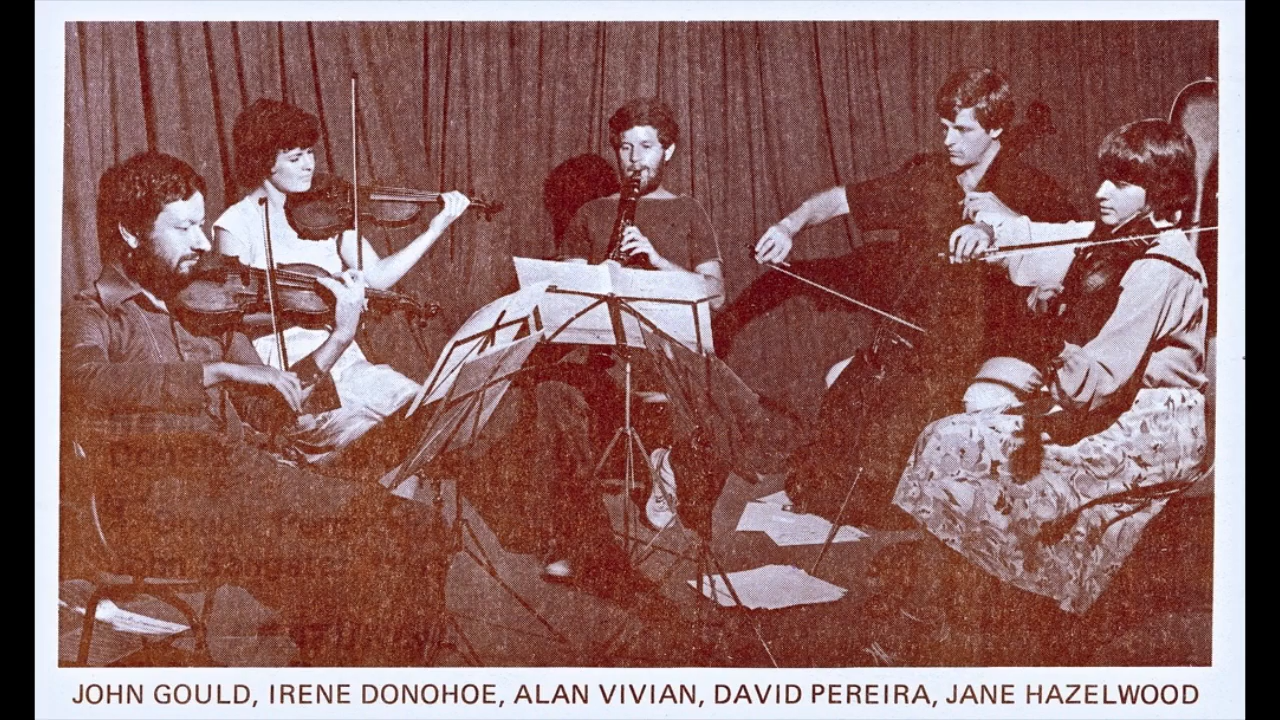 JOHN GOULD, IRENE DONOHOE, ALAN VIVIAN, DAVID PEREIRA, JANE HAZELWOOD